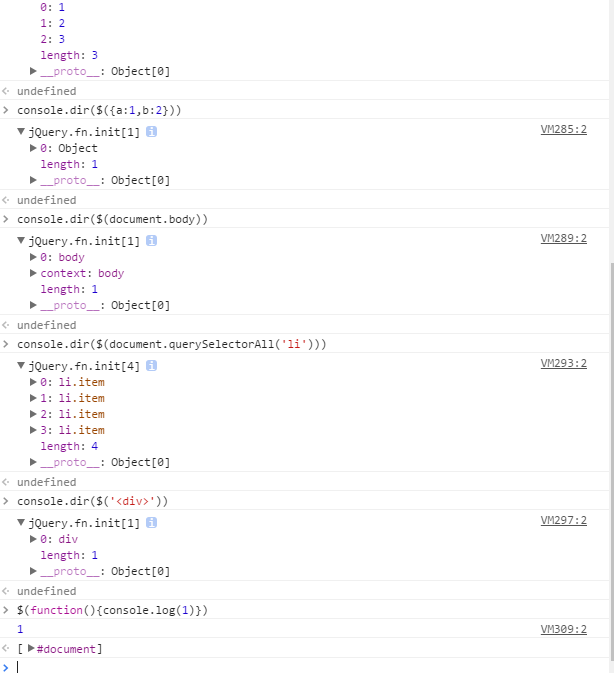 0: 1
1: 2
2: 3
length: 3
__proto__: Object[0]
undefined
console.dir($({a:1,b:2}))
jQuery.fn.init[1] i VM285:2
0: Object
length: 1
__proto__: Object[0]
undefined
console.dir($(document.body))
jQuery.fn.init[1] i VM289:2
0: body
context: body
length: 1
__proto__: Object[0]
undefined
console.dir($(document.querySelectorAll('li')))
jQuery.fn.init[4] i VM293:2
0: li.item
1: li.item
2: li.item
3: li.item
length: 4
__proto__: Object[0]
undefined
console.dir($('<div>'))
jQuery.fn.init[1] i VM297:2
0: div
length: 1
__proto__: Object[0]
undefined
$(function(){console.log(1)})
1 VM309:2
[ #document]